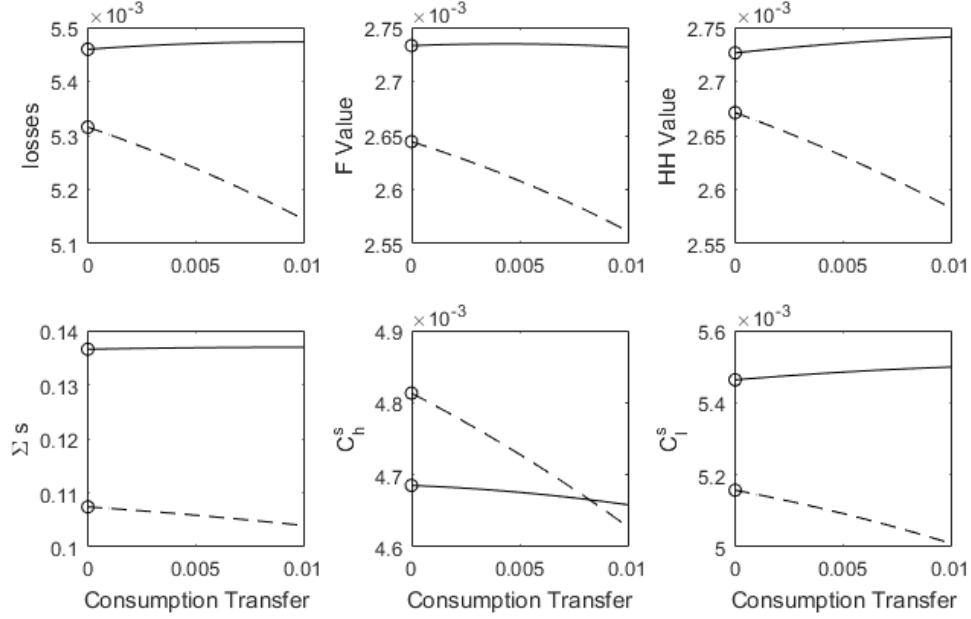 ×10⁻³
5.5
5.4
5.3
5.2
5.1
losses
0 0.005 0.01
×10⁻³
2.75
2.7
2.65
2.6
2.55
F Value
0 0.005 0.01
×10⁻³
2.75
2.7
2.65
2.6
2.55
HH Value
0 0.005 0.01
0.14
0.13
0.12
0.11
0.1
Σ s
0 0.005 0.01
Consumption Transfer
×10⁻³
4.9
4.8
4.7
4.6
C_h^s
0 0.005 0.01
Consumption Transfer
×10⁻³
5.6
5.4
5.2
5
C_l^s
0 0.005 0.01
Consumption Transfer